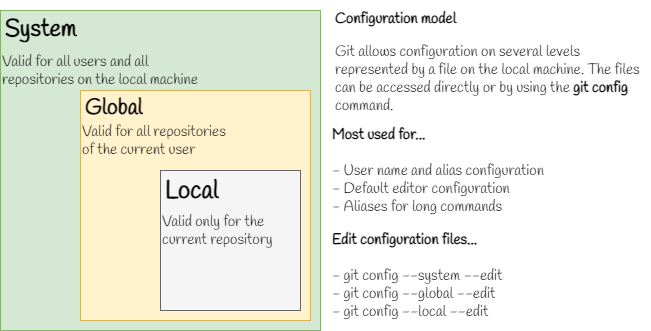 System
Valid for all users and all
repositories on the local machine
Global
Valid for all repositories
of the current user
Local
Valid only for the
current repository
Configuration model
Git allows configuration on several levels
represented by a file on the local machine. The files
can be accessed directly or by using the git config
command.
Most used for...
- User name and alias configuration
- Default editor configuration
- Aliases for long commands
Edit configuration files...
- git config --system --edit
- git config --global --edit
- git config --local --edit